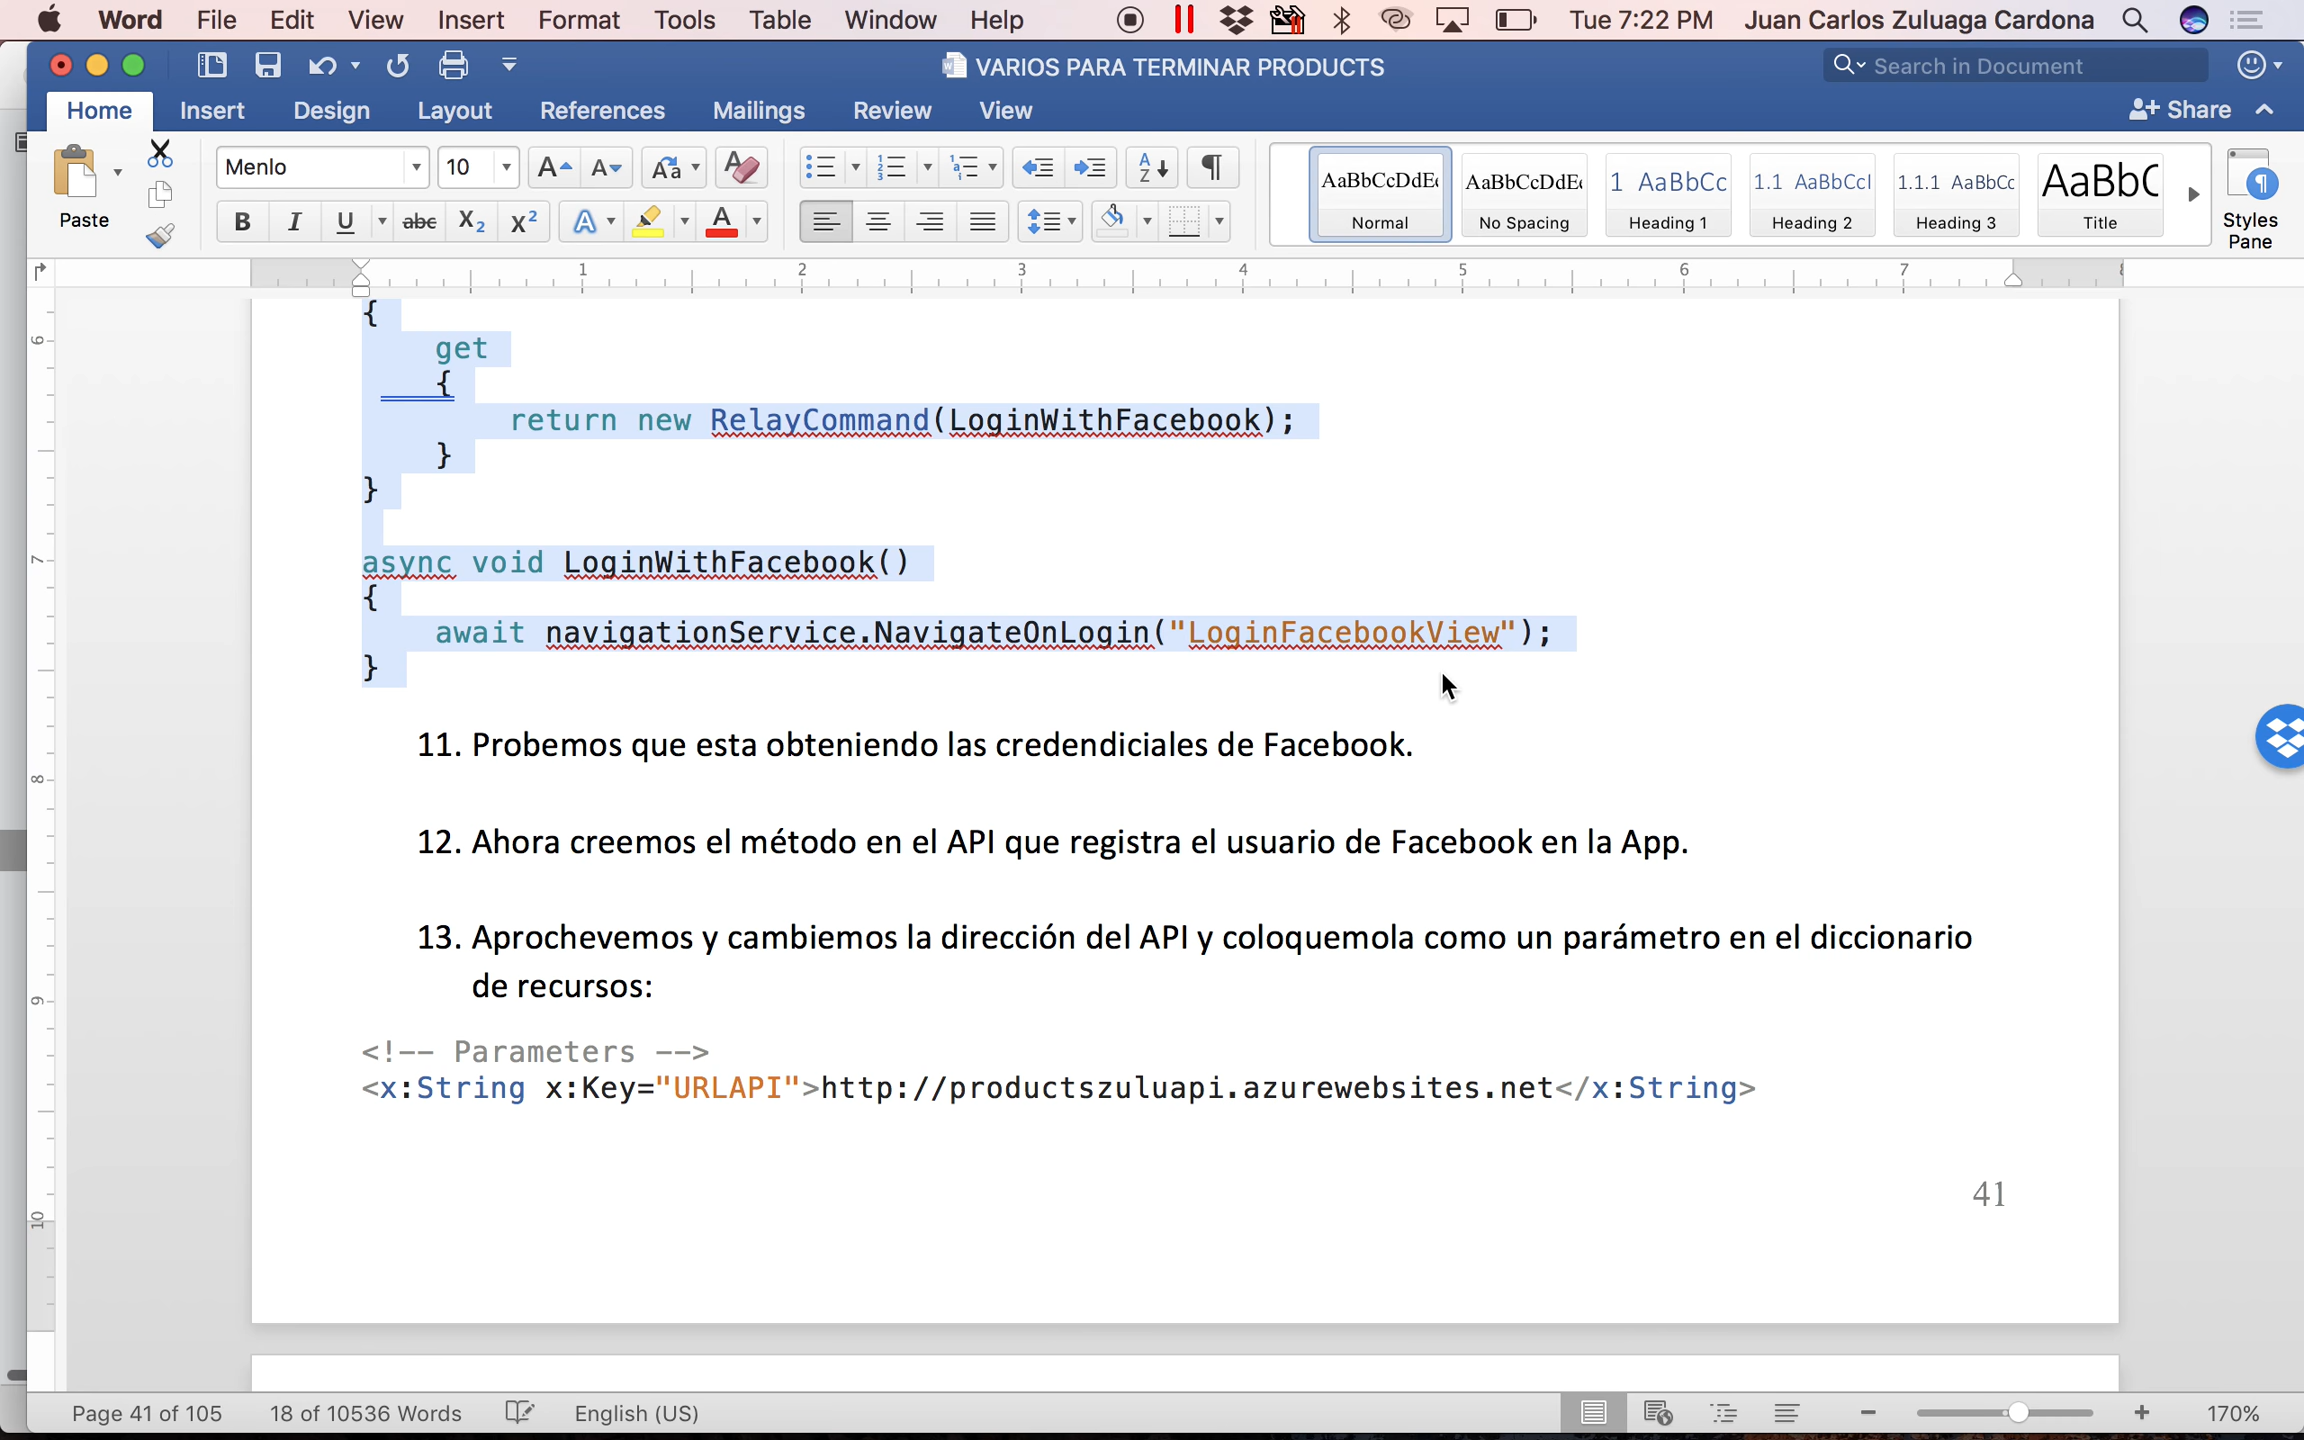 Word File Edit View Insert Format Tools Table Window Help Tue 7:22 PM Juan Carlos Zuluaga Cardona
VARIOS PARA TERMINAR PRODUCTS
Search in Document
Home Insert Design Layout References Mailings Review View Share
Paste
Menlo 10
AaBbCcDdEe AaBbCcDdEe 1 AaBbCc 1.1 AaBbCcI 1.1.1 AaBbCc AaBbC
Normal No Spacing Heading 1 Heading 2 Heading 3 Title
Styles
Pane
1 2 3 4 5 6 7 8
6
7
8
9
10
{
get
{
return new RelayCommand(LoginWithFacebook);
}
}
async void LoginWithFacebook()
{
await navigationService.NavigateOnLogin("LoginFacebookView");
}
11. Probemos que esta obteniendo las credendiciales de Facebook.
12. Ahora creemos el método en el API que registra el usuario de Facebook en la App.
13. Aprochevemos y cambiemos la dirección del API y coloquemola como un parámetro en el diccionario
de recursos:
<!-- Parameters -->
<x:String x:Key="URLAPI">http://productszuluapi.azurewebsites.net</x:String>
41
Page 41 of 105 18 of 10536 Words English (US) 170%